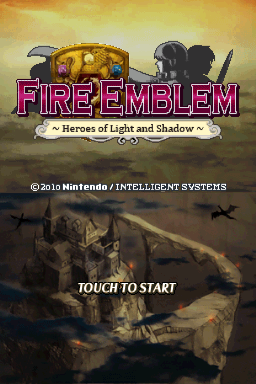 FIRE EMBLEM
~ Heroes of Light and Shadow ~
©2010 Nintendo / INTELLIGENT SYSTEMS
TOUCH TO START